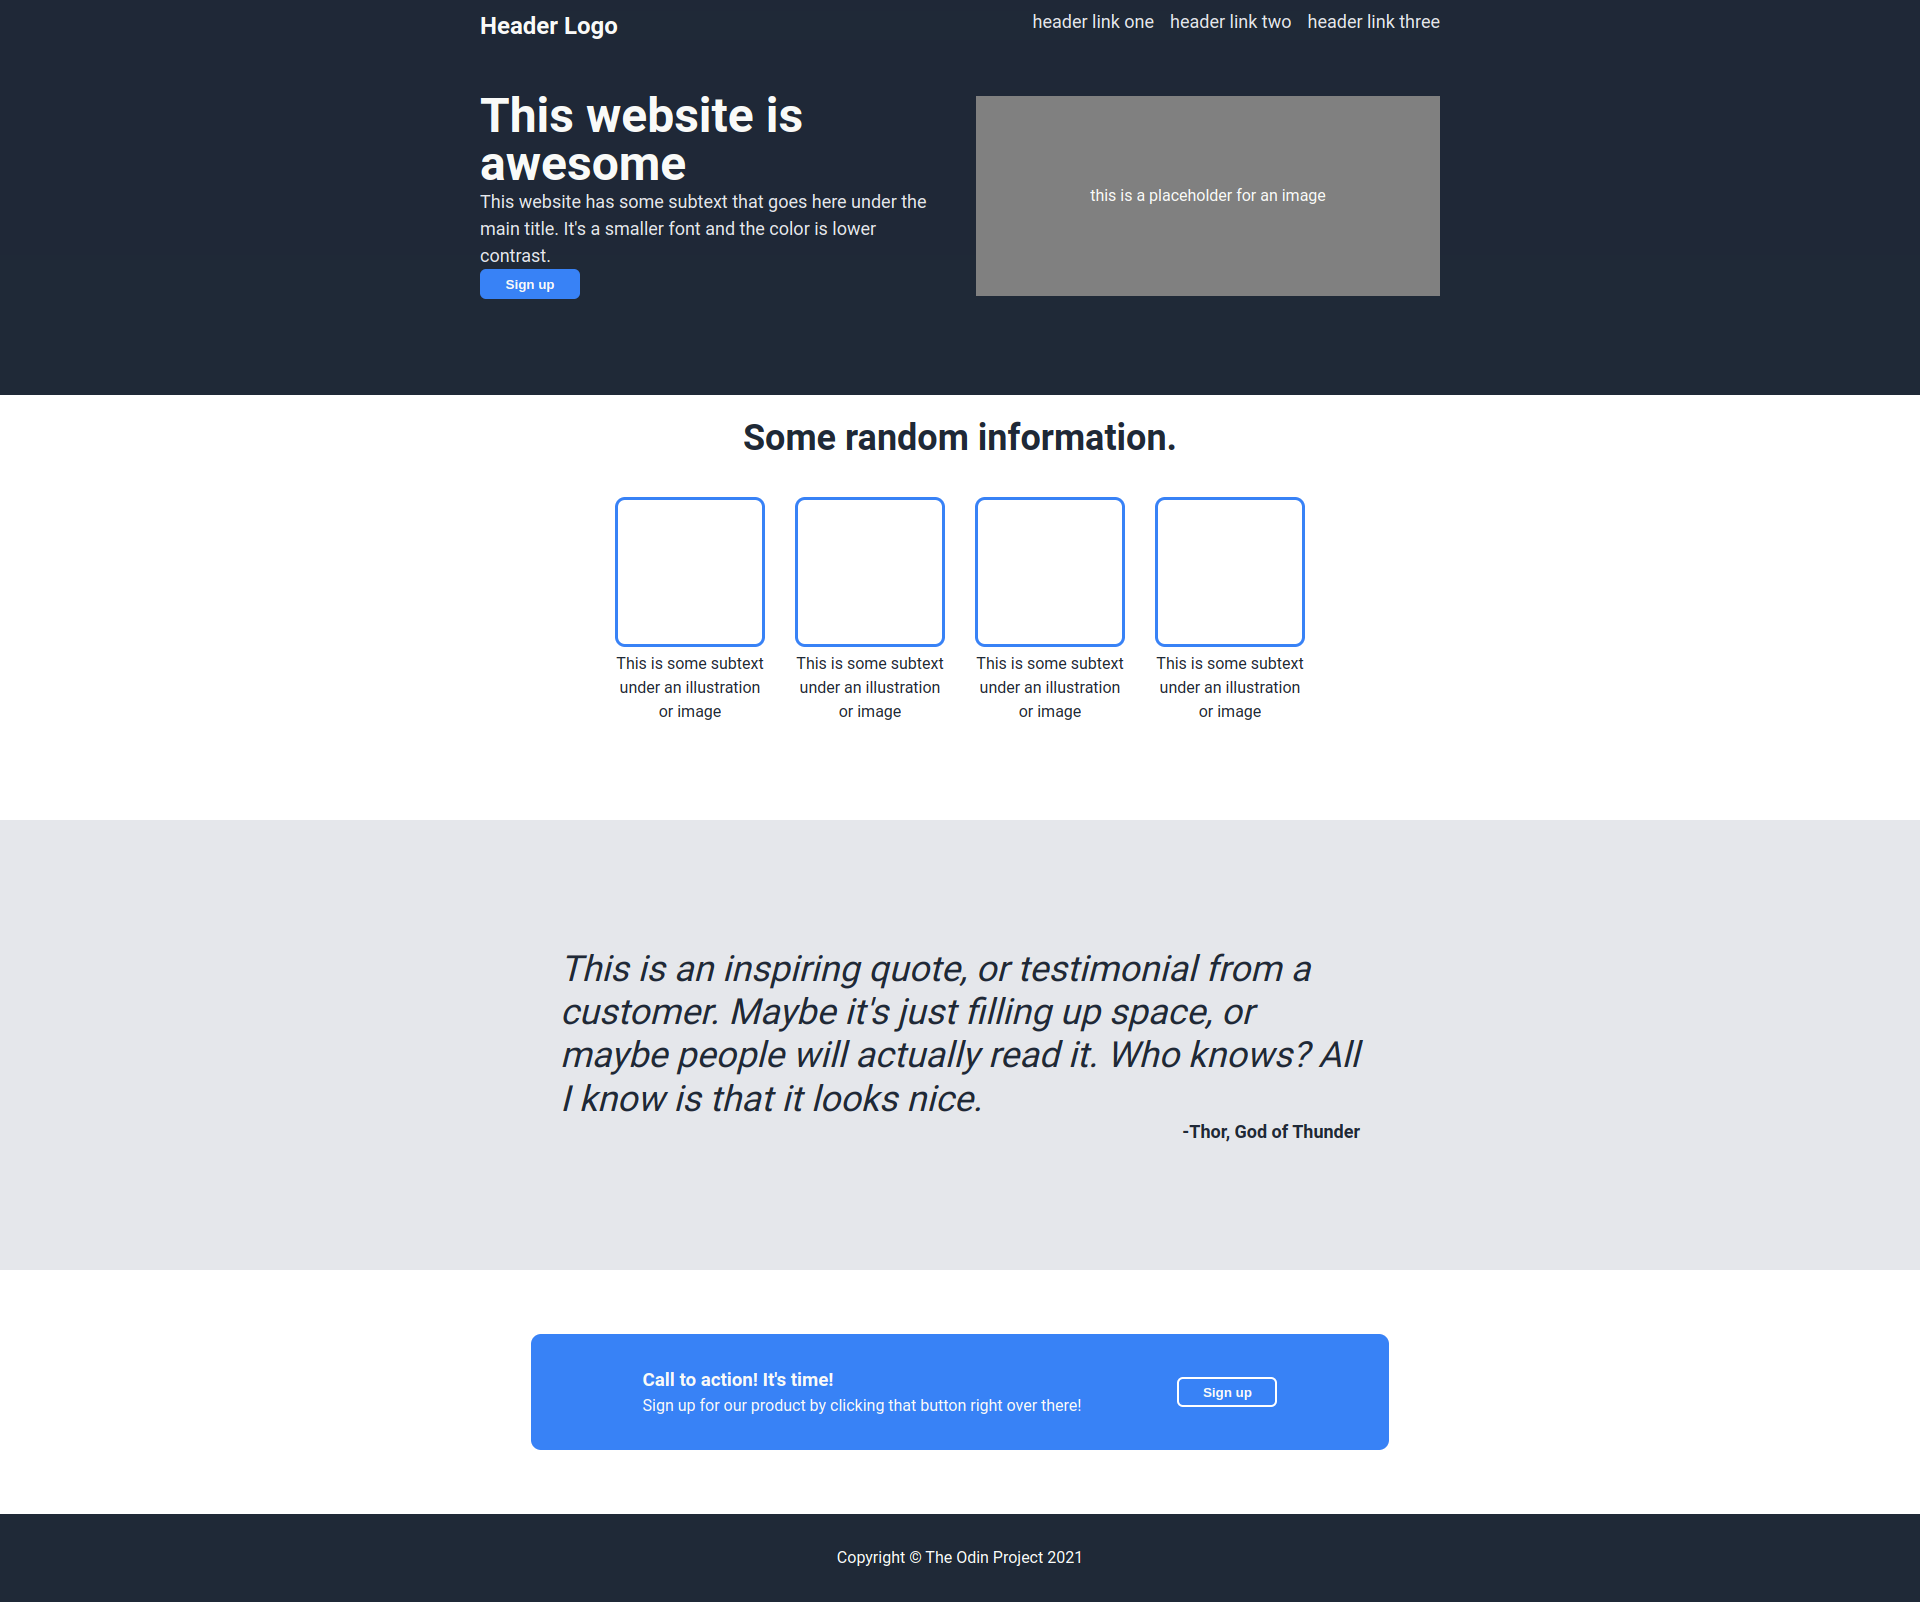 Header Logo
header link one header link two header link three
This website is
awesome
This website has some subtext that goes here under the
main title. It's a smaller font and the color is lower
contrast.
Sign up
this is a placeholder for an image
Some random information.
This is some subtext
under an illustration
or image
This is some subtext
under an illustration
or image
This is some subtext
under an illustration
or image
This is some subtext
under an illustration
or image
This is an inspiring quote, or testimonial from a
customer. Maybe it's just filling up space, or
maybe people will actually read it. Who knows? All
I know is that it looks nice.
-Thor, God of Thunder
Call to action! It's time!
Sign up for our product by clicking that button right over there!
Sign up
Copyright © The Odin Project 2021